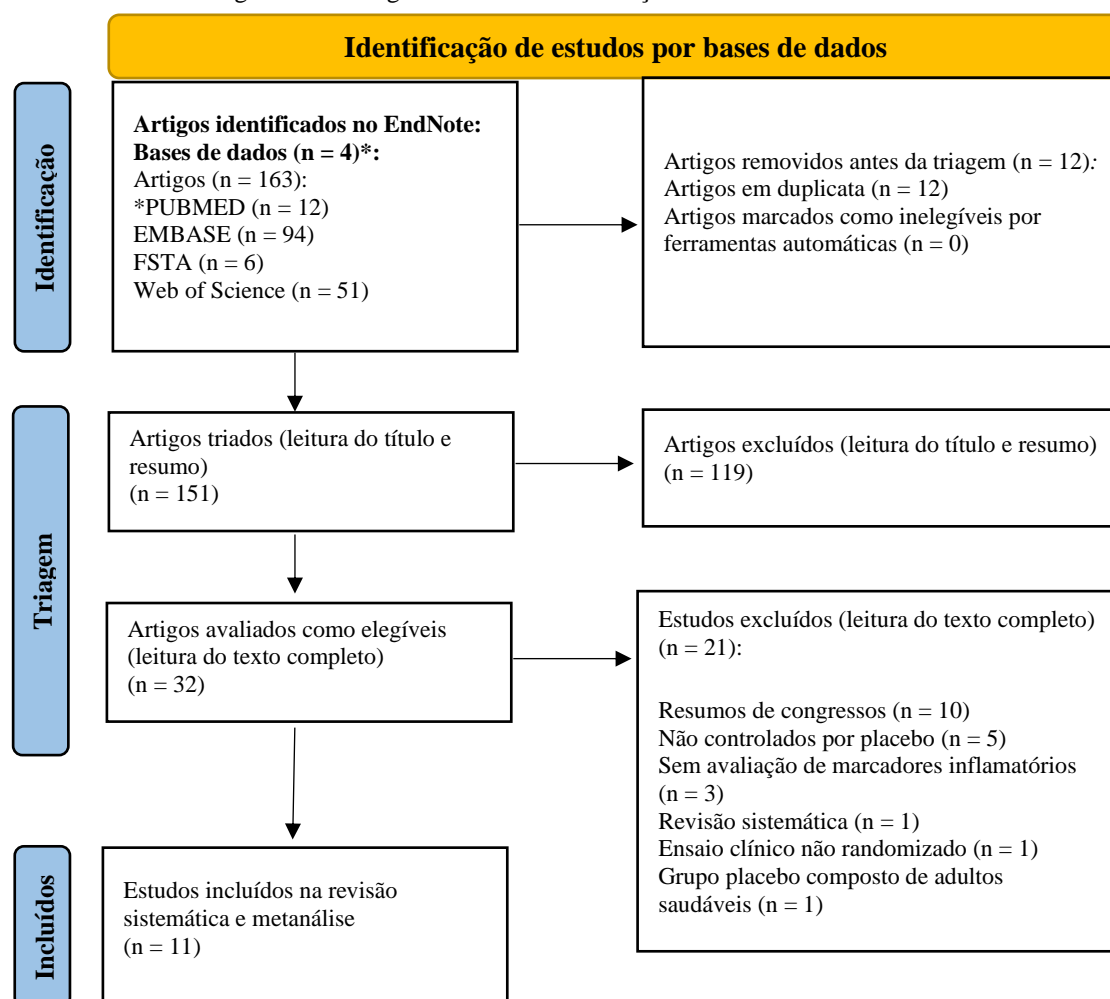 Identificação de estudos por bases de dados
Identificação
Artigos identificados no EndNote:
Bases de dados (n = 4)*:
Artigos (n = 163):
*PUBMED (n = 12)
EMBASE (n = 94)
FSTA (n = 6)
Web of Science (n = 51)
Artigos removidos antes da triagem (n = 12):
Artigos em duplicata (n = 12)
Artigos marcados como inelegíveis por
ferramentas automáticas (n = 0)
Triagem
Artigos triados (leitura do título e
resumo)
(n = 151)
Artigos excluídos (leitura do título e resumo)
(n = 119)
Artigos avaliados como elegíveis
(leitura do texto completo)
(n = 32)
Estudos excluídos (leitura do texto completo)
(n = 21):
Resumos de congressos (n = 10)
Não controlados por placebo (n = 5)
Sem avaliação de marcadores inflamatórios
(n = 3)
Revisão sistemática (n = 1)
Ensaio clínico não randomizado (n = 1)
Grupo placebo composto de adultos
saudáveis (n = 1)
Incluídos
Estudos incluídos na revisão
sistemática e metanálise
(n = 11)